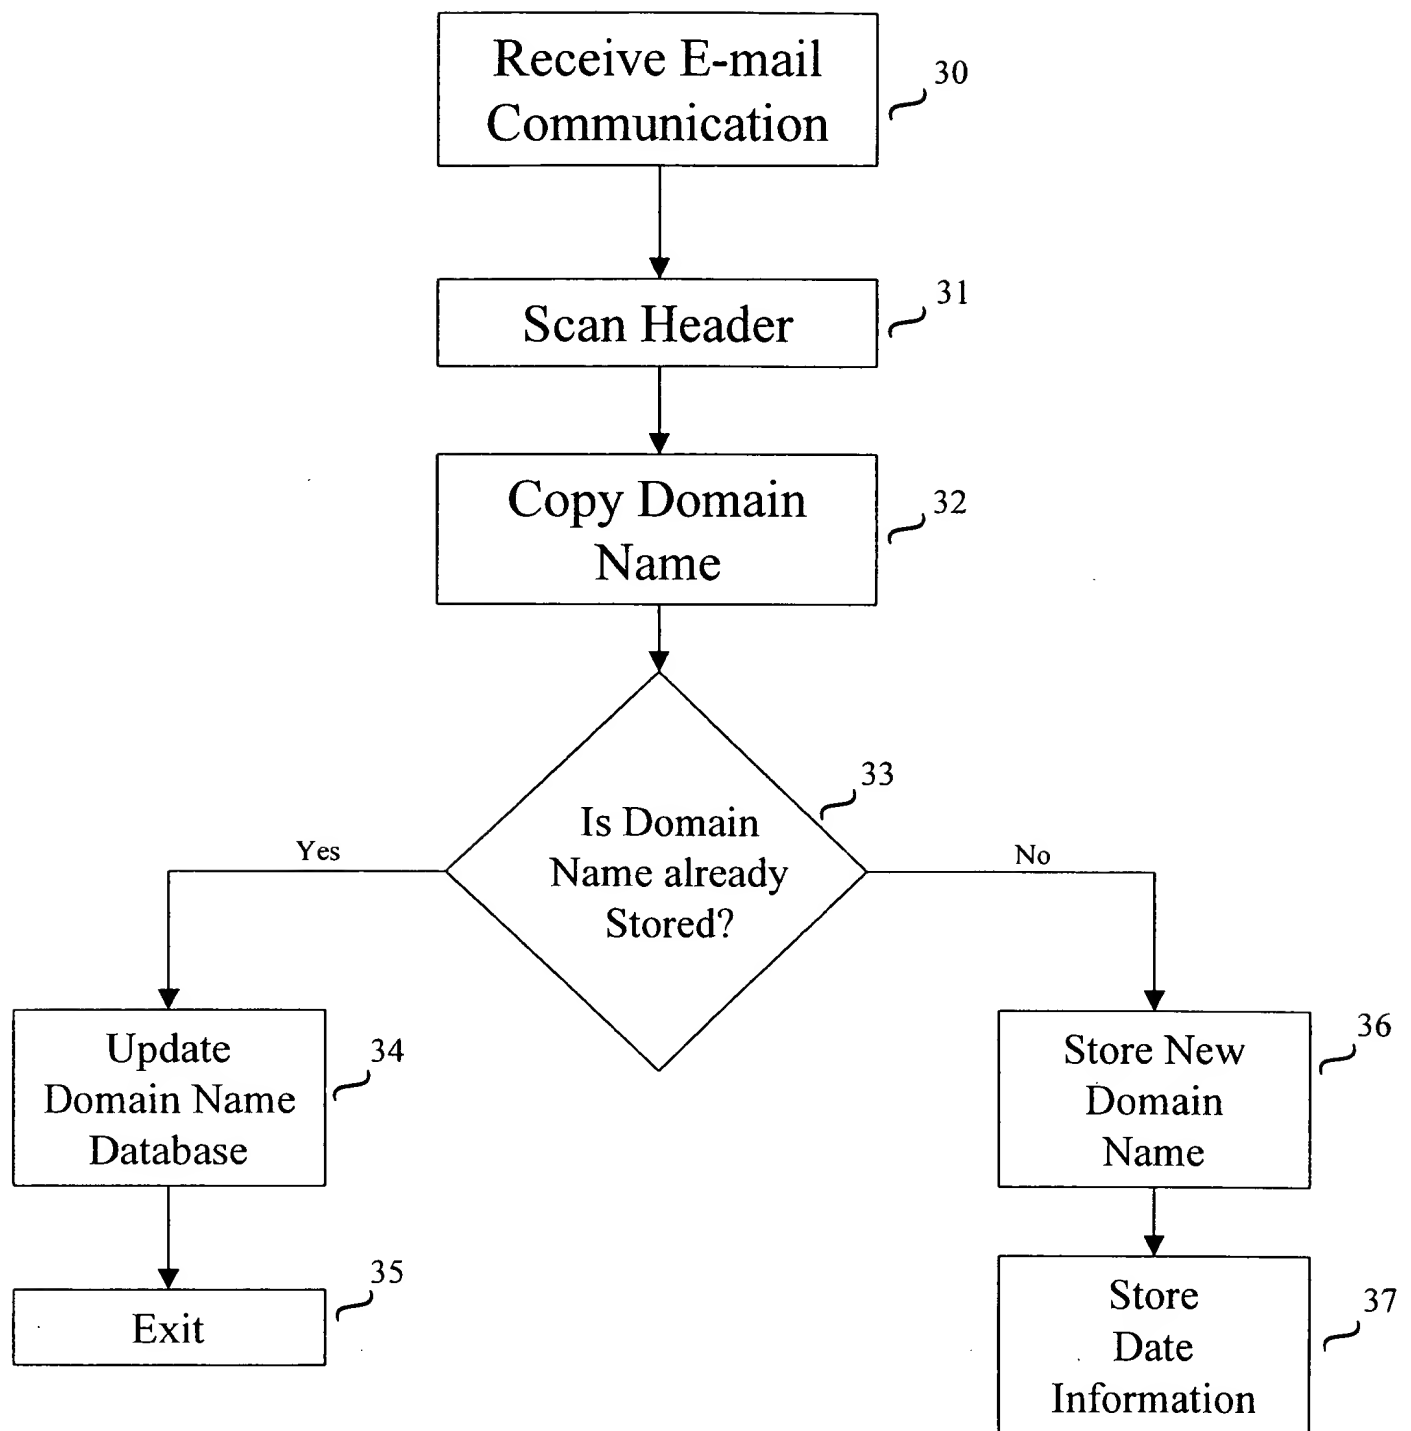 Receive E-mail
Communication
30
Scan Header
31
Copy Domain
Name
32
Is Domain
Name already
Stored?
33
Yes
No
Update
Domain Name
Database
34
Exit
35
Store New
Domain
Name
36
Store
Date
Information
37